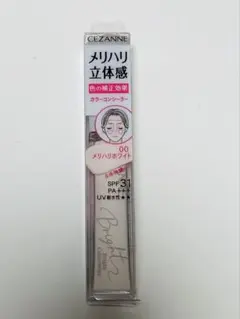 CEZANNE
メリハリ
立体感
色の補正効果
カラーコンシーラー
00
メリハリホワイト
SPF31
PA+++
UV耐水性★★
Bright